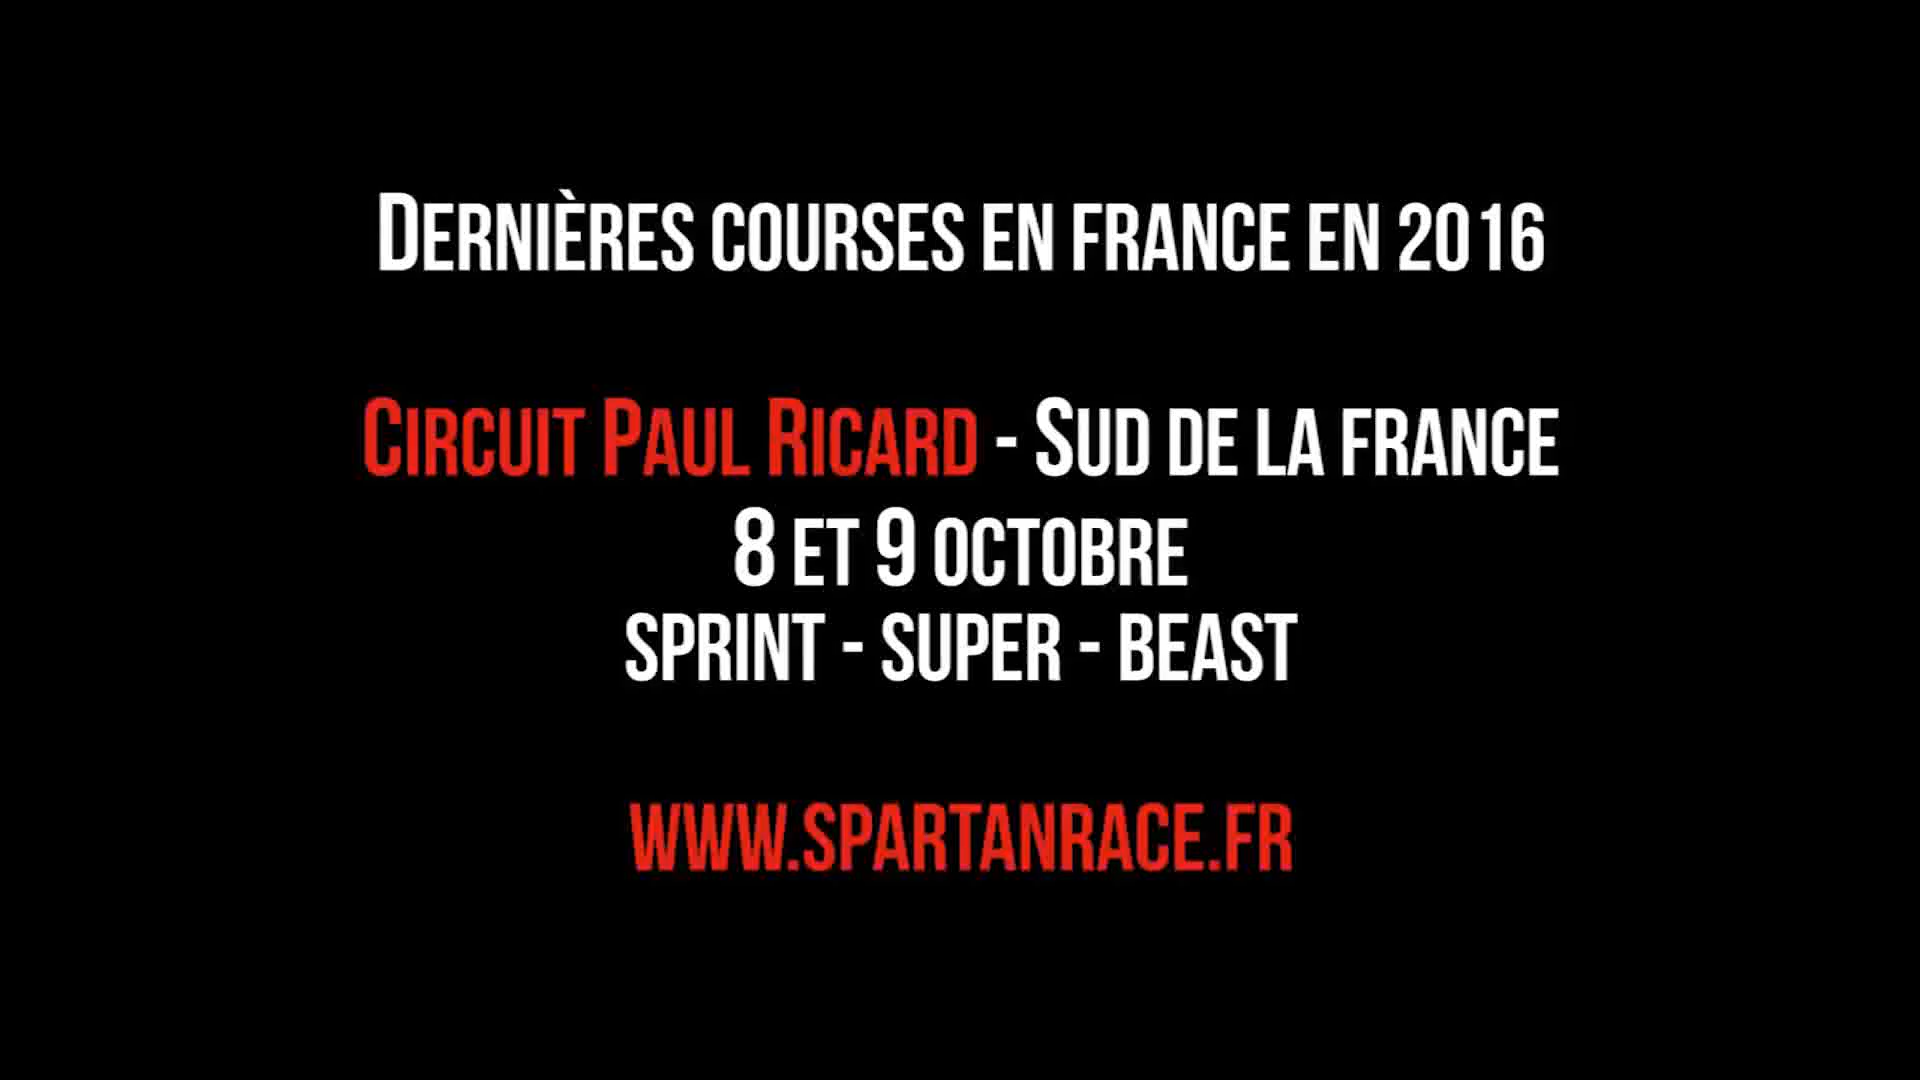 Dernières courses en france en 2016
Circuit Paul Ricard - Sud de la france
8 et 9 octobre
sprint - super - beast
www.spartanrace.fr